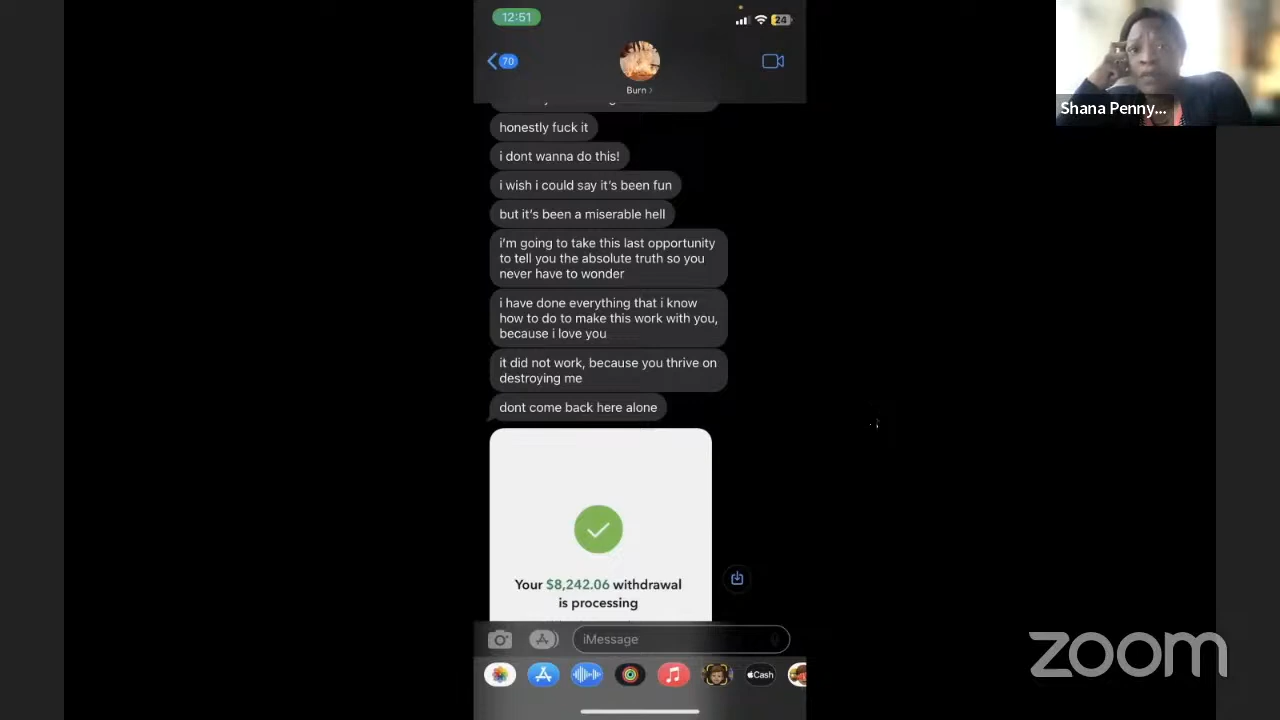 12:51
24
70
Burn
honestly fuck it
i dont wanna do this!
i wish i could say it's been fun
but it's been a miserable hell
i'm going to take this last opportunity
to tell you the absolute truth so you
never have to wonder
i have done everything that i know
how to do to make this work with you,
because i love you
it did not work, because you thrive on
destroying me
dont come back here alone
Your $8,242.06 withdrawal
is processing
iMessage
Cash
Shana Penny...
zoom